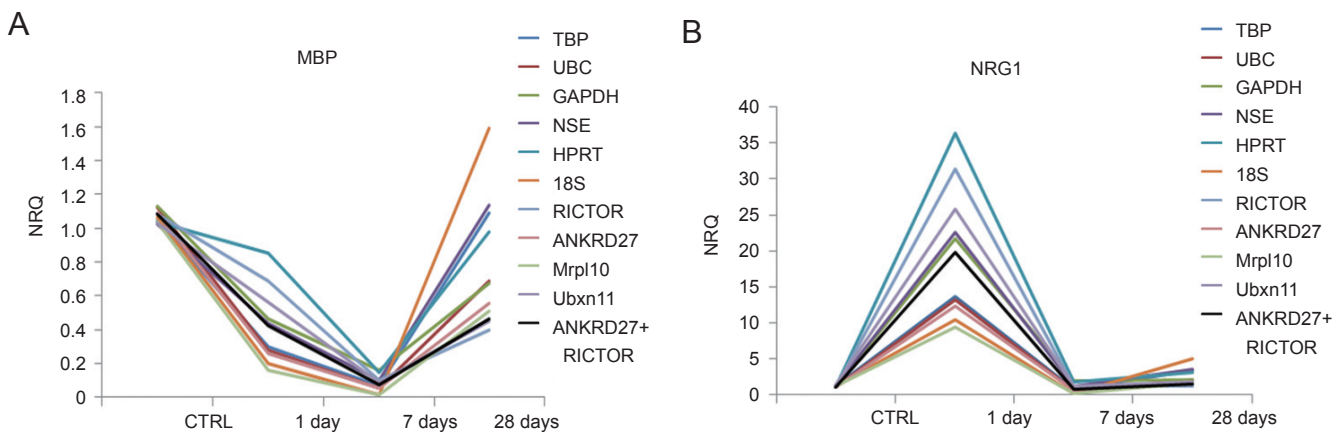 A
MBP
NRQ
1.8
1.6
1.4
1.2
1.0
0.8
0.6
0.4
0.2
0
CTRL
1 day
7 days
28 days
TBP
UBC
GAPDH
NSE
HPRT
18S
RICTOR
ANKRD27
Mrpl10
Ubxn11
ANKRD27+
RICTOR
B
NRG1
NRQ
40
35
30
25
20
15
10
5
0
CTRL
1 day
7 days
28 days
TBP
UBC
GAPDH
NSE
HPRT
18S
RICTOR
ANKRD27
Mrpl10
Ubxn11
ANKRD27+
RICTOR